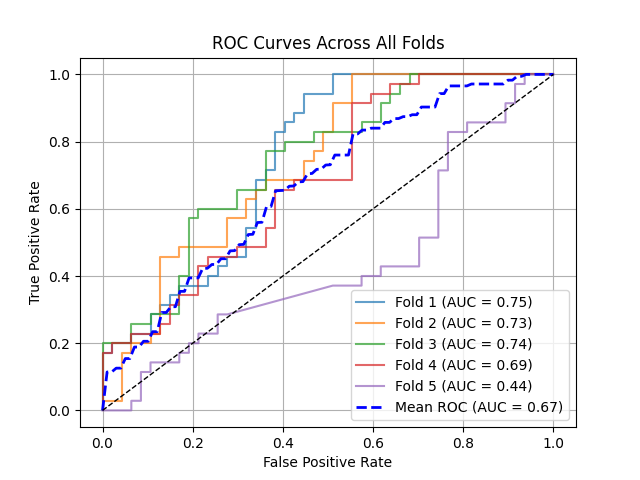 ROC Curves Across All Folds
True Positive Rate
1.0
0.8
0.6
0.4
0.2
0.0
Fold 1 (AUC = 0.75)
Fold 2 (AUC = 0.73)
Fold 3 (AUC = 0.74)
Fold 4 (AUC = 0.69)
Fold 5 (AUC = 0.44)
Mean ROC (AUC = 0.67)
0.0 0.2 0.4 0.6 0.8 1.0
False Positive Rate